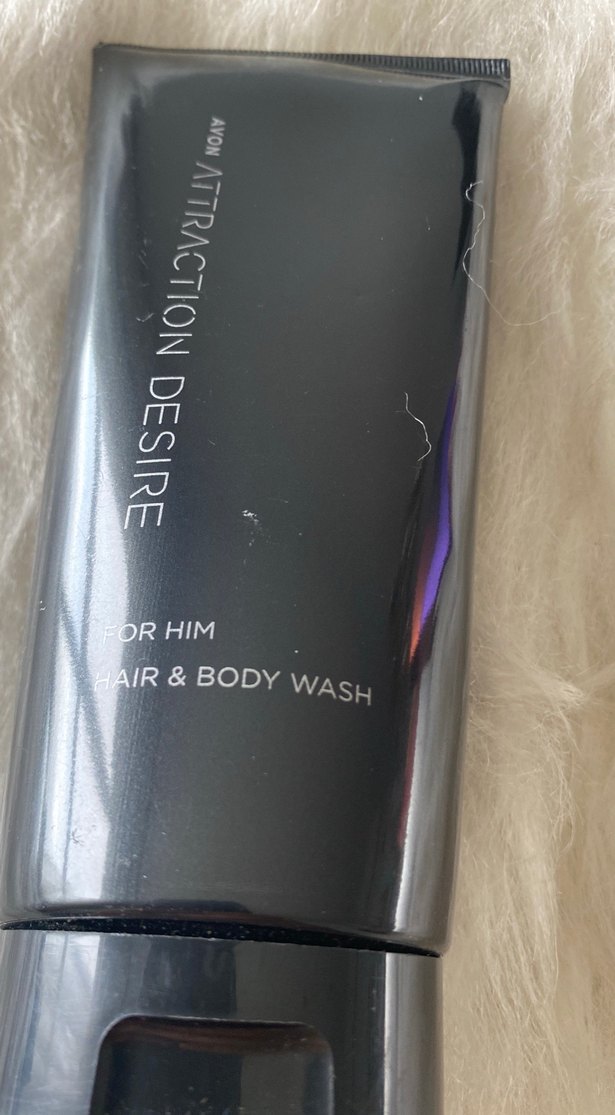 AVON ATTRACTION DESIRE
FOR HIM
HAIR & BODY WASH